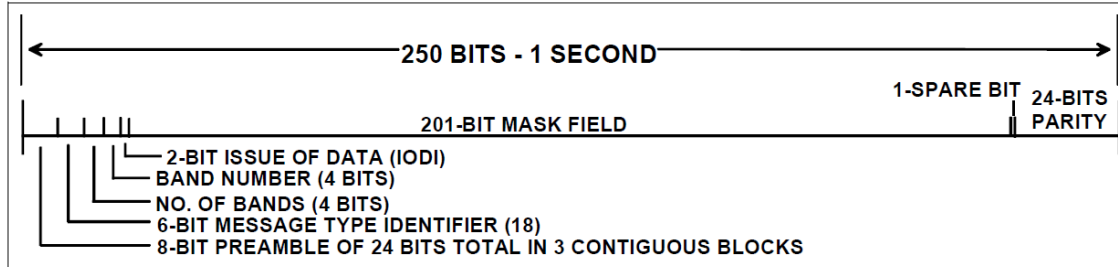 250 BITS - 1 SECOND
1-SPARE BIT
24-BITS
PARITY
201-BIT MASK FIELD
2-BIT ISSUE OF DATA (IODI)
BAND NUMBER (4 BITS)
NO. OF BANDS (4 BITS)
6-BIT MESSAGE TYPE IDENTIFIER (18)
8-BIT PREAMBLE OF 24 BITS TOTAL IN 3 CONTIGUOUS BLOCKS